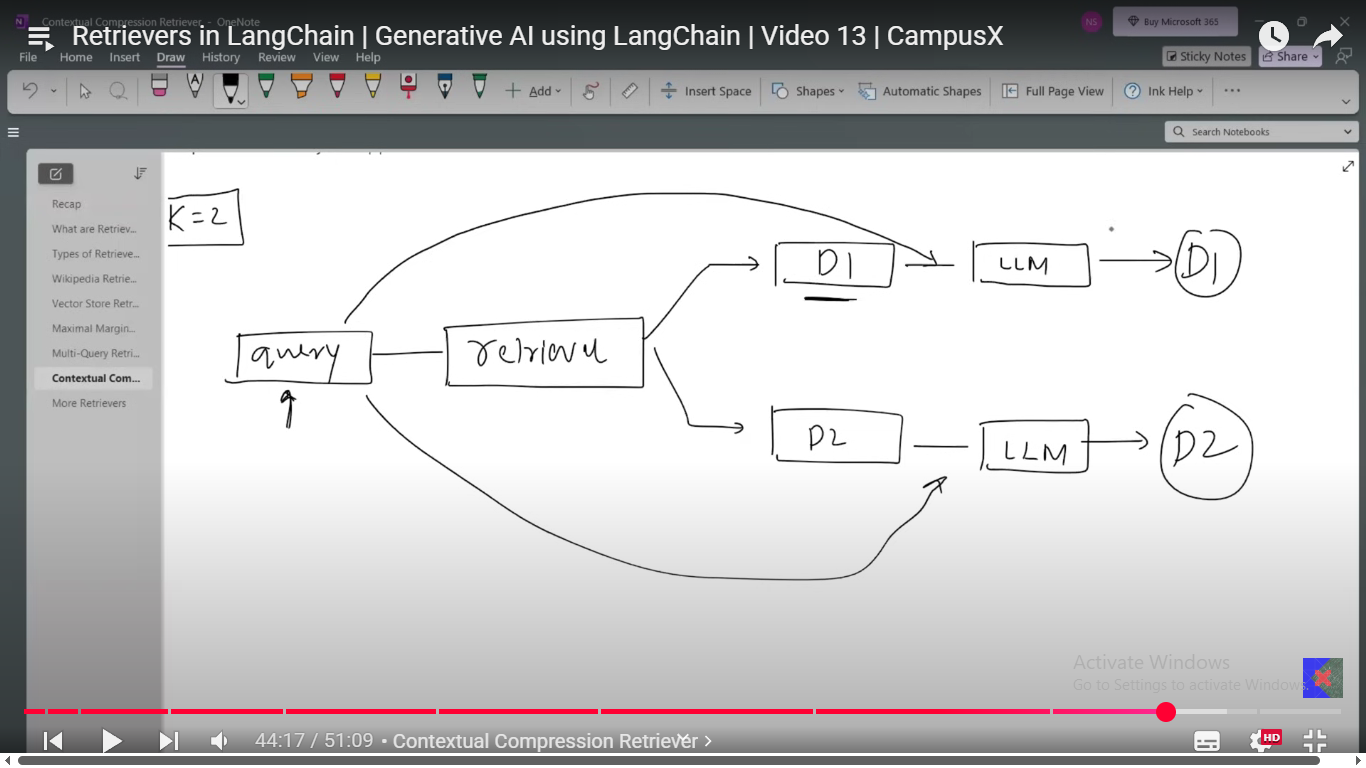 Contextual Compression Retriever - OneNote
NS
Buy Microsoft 365
Retrievers in LangChain | Generative AI using LangChain | Video 13 | CampusX
File Home Insert Draw History Review View Help
Sticky Notes
Share
Add
Insert Space
Shapes
Automatic Shapes
Full Page View
Ink Help
Search Notebooks
Recap
What are Retriev...
Types of Retrieve...
Wikipedia Retrie...
Vector Store Retr...
Maximal Margin...
Multi-Query Retri...
Contextual Com...
More Retrievers
K=2
D1
LLM
D1
query
D2
LLM
D2
Activate Windows
Go to Settings to activate Windows.
44:17 / 51:09 • Contextual Compression Retriever >
HD